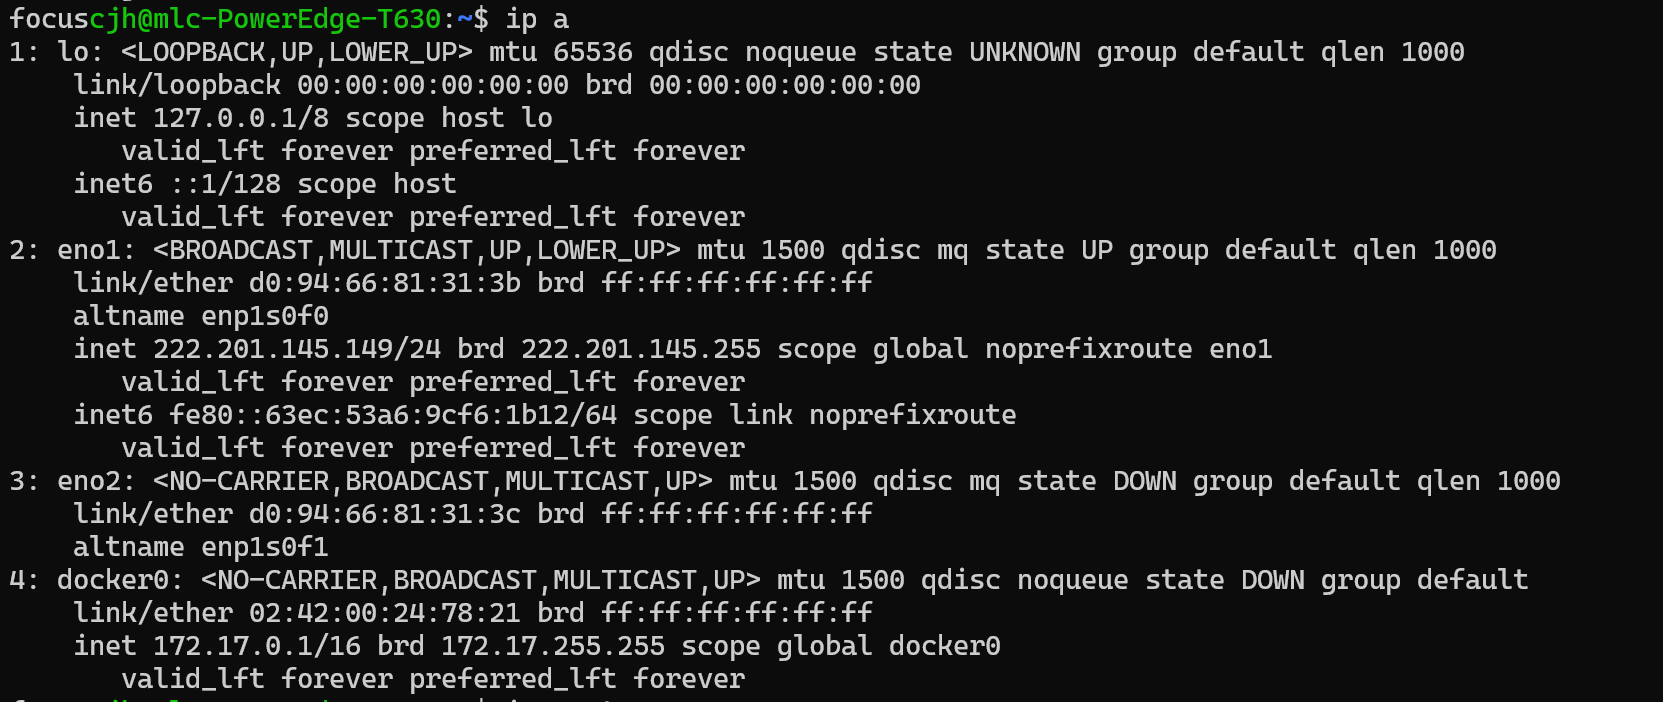 focuscjh@mlc-PowerEdge-T630:~$ ip a
1: lo: <LOOPBACK,UP,LOWER_UP> mtu 65536 qdisc noqueue state UNKNOWN group default qlen 1000
    link/loopback 00:00:00:00:00:00 brd 00:00:00:00:00:00
    inet 127.0.0.1/8 scope host lo
       valid_lft forever preferred_lft forever
    inet6 ::1/128 scope host
       valid_lft forever preferred_lft forever
2: eno1: <BROADCAST,MULTICAST,UP,LOWER_UP> mtu 1500 qdisc mq state UP group default qlen 1000
    link/ether d0:94:66:81:31:3b brd ff:ff:ff:ff:ff:ff
    altname enp1s0f0
    inet 222.201.145.149/24 brd 222.201.145.255 scope global noprefixroute eno1
       valid_lft forever preferred_lft forever
    inet6 fe80::63ec:53a6:9cf6:1b12/64 scope link noprefixroute
       valid_lft forever preferred_lft forever
3: eno2: <NO-CARRIER,BROADCAST,MULTICAST,UP> mtu 1500 qdisc mq state DOWN group default qlen 1000
    link/ether d0:94:66:81:31:3c brd ff:ff:ff:ff:ff:ff
    altname enp1s0f1
4: docker0: <NO-CARRIER,BROADCAST,MULTICAST,UP> mtu 1500 qdisc noqueue state DOWN group default
    link/ether 02:42:00:24:78:21 brd ff:ff:ff:ff:ff:ff
    inet 172.17.0.1/16 brd 172.17.255.255 scope global docker0
       valid_lft forever preferred_lft forever